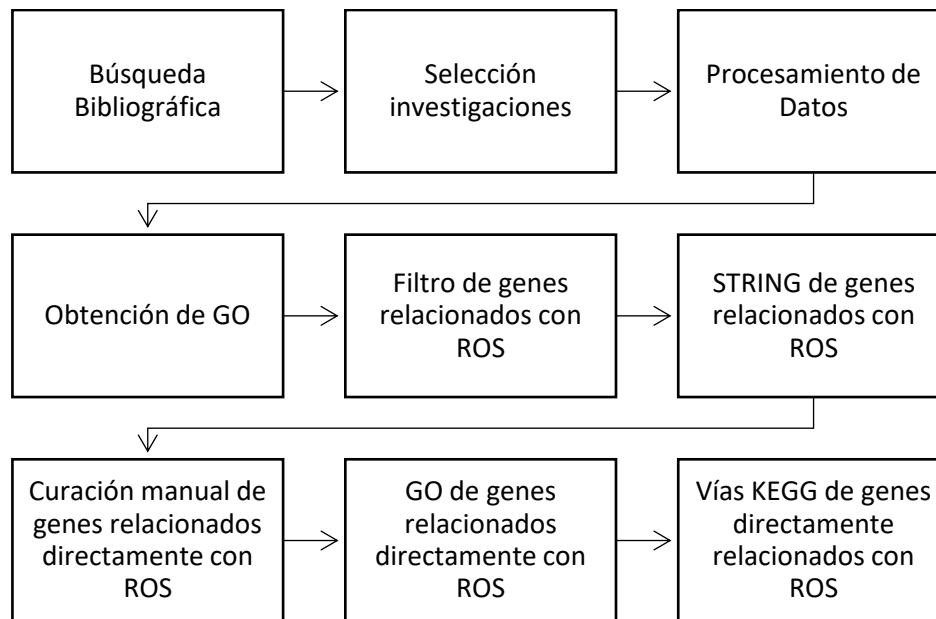 Búsqueda
Bibliográfica
Selección
investigaciones
Procesamiento de
Datos
Obtención de GO
Filtro de genes
relacionados con
ROS
STRING de genes
relacionados con
ROS
Curación manual de
genes relacionados
directamente con
ROS
GO de genes
relacionados
directamente con
ROS
Vías KEGG de genes
directamente
relacionados con
ROS